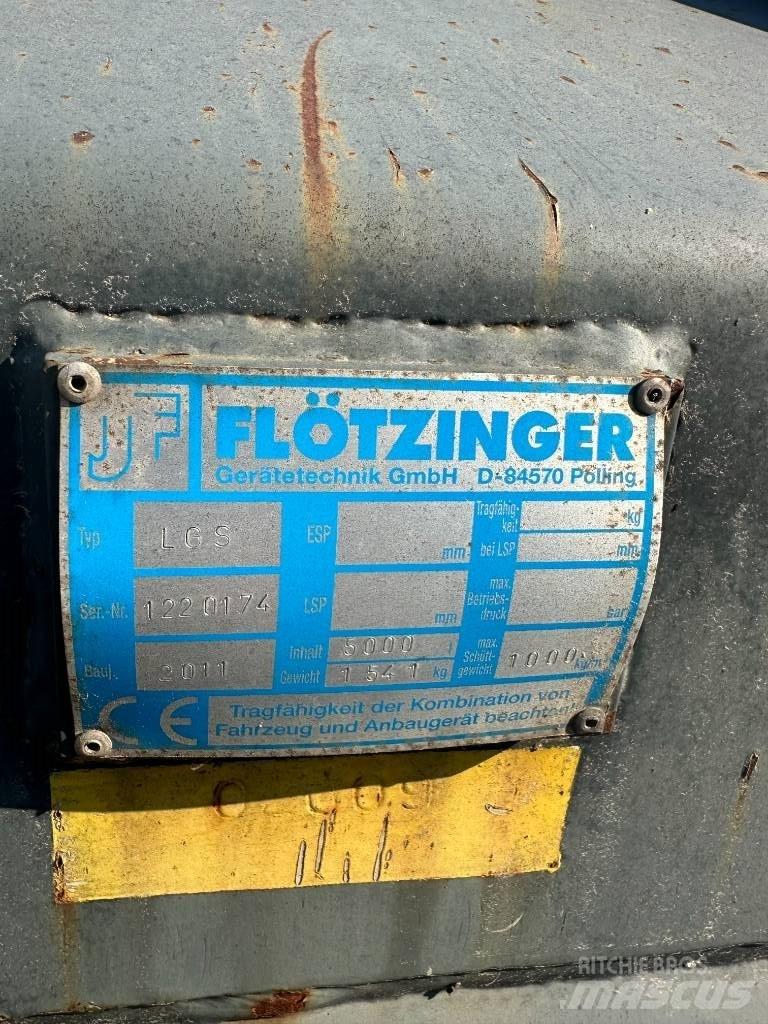 JF FLÖTZINGER
Gerätetechnik GmbH D-84570 Polling
Typ LGS
ESP mm
Tragfähig-
keit kg
bei LSP mm
Ser.-Nr. 1220174
LSP mm
max.
Betriebs-
druck bar
Bauj. 2011
Inhalt 5000 l
Gewicht 1541 kg
max.
Schütt-
gewicht 1000
CE
Tragfähigkeit der Kombination von
Fahrzeug und Anbaugerät beachten!
RITCHIE BROS.
MASCUS